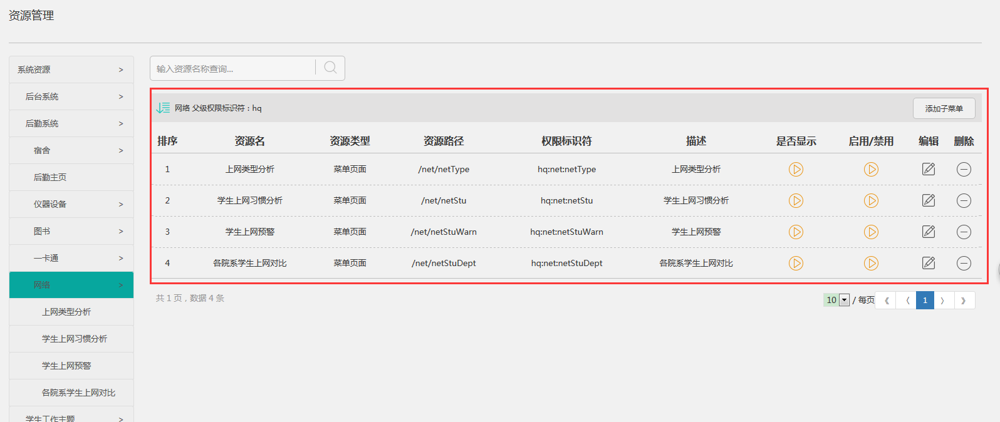 资源管理
系统资源 >
后台系统 >
后勤系统 >
宿舍 >
后勤主页
仪器设备 >
图书 >
一卡通 >
网络 >
上网类型分析
学生上网习惯分析
学生上网预警
各院系学生上网对比
学生工作主题 >
输入资源名称查询...
网络 父级权限标识符：hq
添加子菜单
排序 资源名 资源类型 资源路径 权限标识符 描述 是否显示 启用/禁用 编辑 删除
1 上网类型分析 菜单页面 /net/netType hq:net:netType 上网类型分析
2 学生上网习惯分析 菜单页面 /net/netStu hq:net:netStu 学生上网习惯分析
3 学生上网预警 菜单页面 /net/netStuWarn hq:net:netStuWarn 学生上网预警
4 各院系学生上网对比 菜单页面 /net/netStuDept hq:net:netStuDept 各院系学生上网对比
共 1 页，数据 4 条
10 / 每页 《 〈 1 〉 》